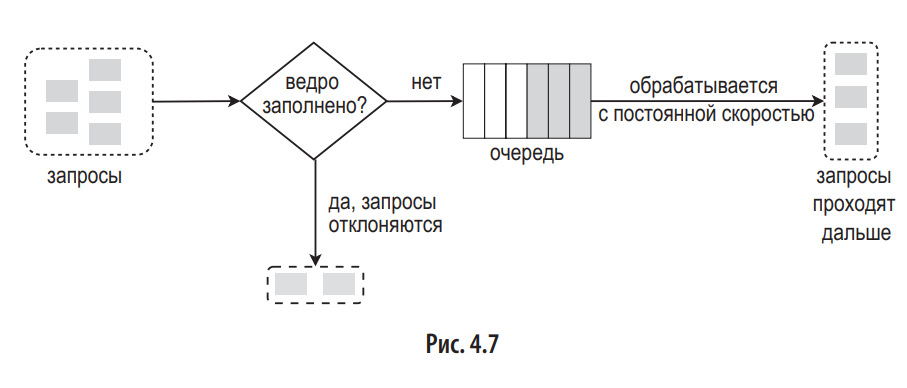 запросы
ведро
заполнено?
нет
очередь
обрабатывается
с постоянной скоростью
запросы
проходят
дальше
да, запросы
отклоняются
Рис. 4.7